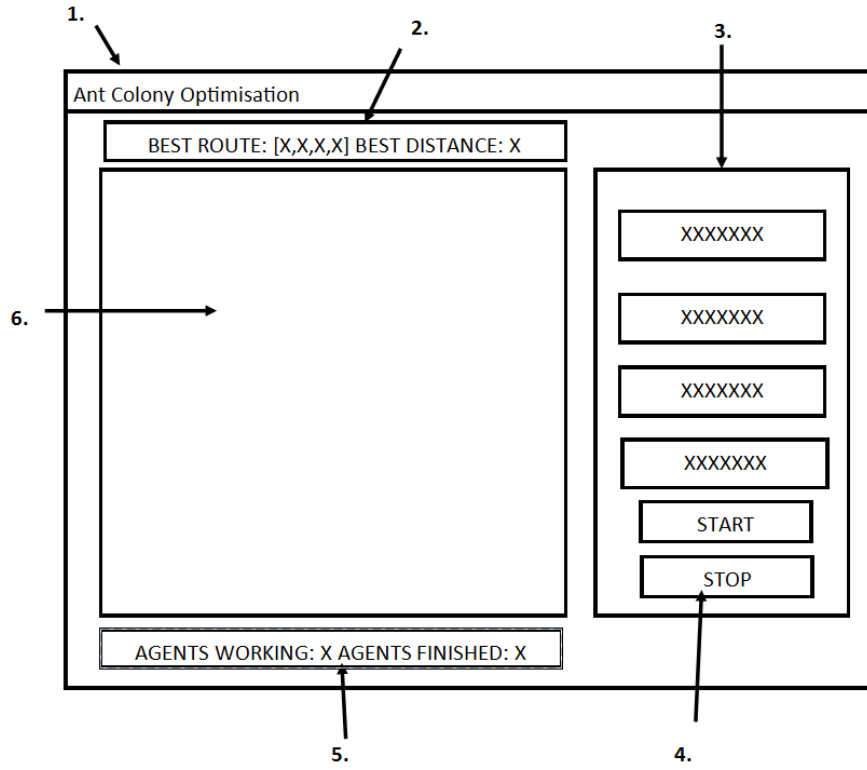 1.
2.
3.
Ant Colony Optimisation
BEST ROUTE: [X,X,X,X] BEST DISTANCE: X
XXXXXXX
6.
XXXXXXX
XXXXXXX
XXXXXXX
START
STOP
AGENTS WORKING: X AGENTS FINISHED: X
5.
4.